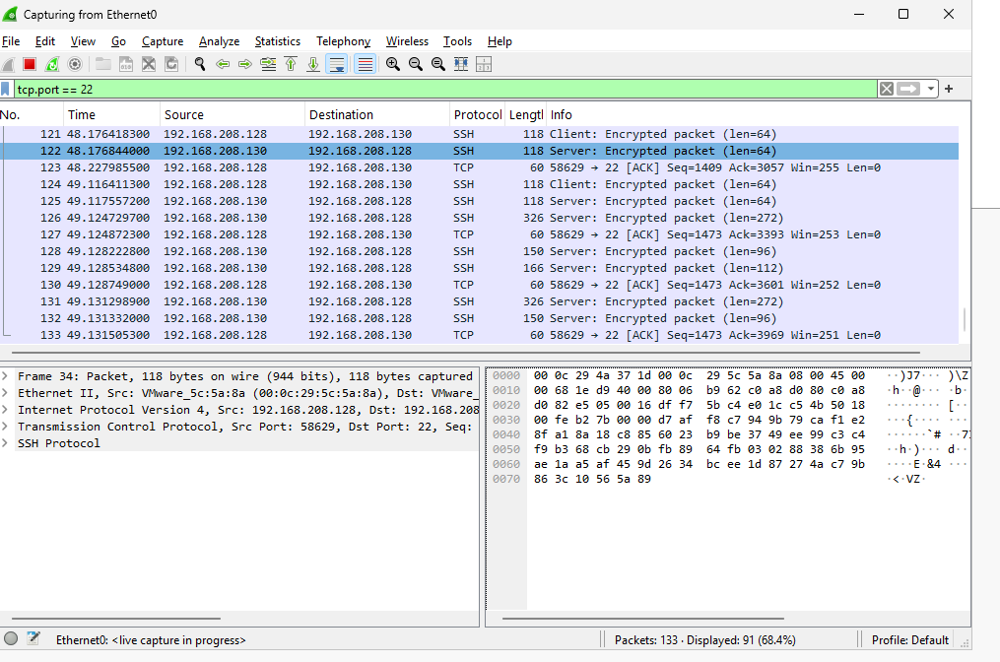 Capturing from Ethernet0
File Edit View Go Capture Analyze Statistics Telephony Wireless Tools Help
tcp.port == 22
No. Time Source Destination Protocol Lengtl Info
121 48.176418300 192.168.208.128 192.168.208.130 SSH 118 Client: Encrypted packet (len=64)
122 48.176844000 192.168.208.130 192.168.208.128 SSH 118 Server: Encrypted packet (len=64)
123 48.227985500 192.168.208.128 192.168.208.130 TCP 60 58629 → 22 [ACK] Seq=1409 Ack=3057 Win=255 Len=0
124 49.116411300 192.168.208.128 192.168.208.130 SSH 118 Client: Encrypted packet (len=64)
125 49.117557200 192.168.208.130 192.168.208.128 SSH 118 Server: Encrypted packet (len=64)
126 49.124729700 192.168.208.130 192.168.208.128 SSH 326 Server: Encrypted packet (len=272)
127 49.124872300 192.168.208.128 192.168.208.130 TCP 60 58629 → 22 [ACK] Seq=1473 Ack=3393 Win=253 Len=0
128 49.128222800 192.168.208.130 192.168.208.128 SSH 150 Server: Encrypted packet (len=96)
129 49.128534800 192.168.208.130 192.168.208.128 SSH 166 Server: Encrypted packet (len=112)
130 49.128749000 192.168.208.128 192.168.208.130 TCP 60 58629 → 22 [ACK] Seq=1473 Ack=3601 Win=252 Len=0
131 49.131298900 192.168.208.130 192.168.208.128 SSH 326 Server: Encrypted packet (len=272)
132 49.131332000 192.168.208.130 192.168.208.128 SSH 150 Server: Encrypted packet (len=96)
133 49.131505300 192.168.208.128 192.168.208.130 TCP 60 58629 → 22 [ACK] Seq=1473 Ack=3969 Win=251 Len=0
Frame 34: Packet, 118 bytes on wire (944 bits), 118 bytes captured
Ethernet II, Src: VMware_5c:5a:8a (00:0c:29:5c:5a:8a), Dst: VMware_
Internet Protocol Version 4, Src: 192.168.208.128, Dst: 192.168.208
Transmission Control Protocol, Src Port: 58629, Dst Port: 22, Seq:
SSH Protocol
0000 00 0c 29 4a 37 1d 00 0c 29 5c 5a 8a 08 00 45 00 ··)J7··· )\Z
0010 00 68 1e d9 40 00 80 06 b9 62 c0 a8 d0 80 c0 a8 ·h··@··· ·b·
0020 d0 82 e5 05 00 16 df f7 5b c4 e0 1c c5 4b 50 18 ········ [··
0030 00 fe b2 7b 00 00 d7 af f8 c7 94 9b 79 ca f1 e2 ···{···· ···
0040 8f a1 8a 18 c8 85 60 23 b9 be 37 49 ee 99 c3 c4 ······`# ··7
0050 f9 b3 68 cb 29 0b fb 89 64 fb 03 02 88 38 6b 95 ··h·)··· d··
0060 ae 1a a5 af 45 9d 26 34 bc ee 1d 87 27 4a c7 9b ····E·&4 ···
0070 86 3c 10 56 5a 89 ·<·VZ·
Ethernet0: <live capture in progress> Packets: 133 · Displayed: 91 (68.4%) Profile: Default